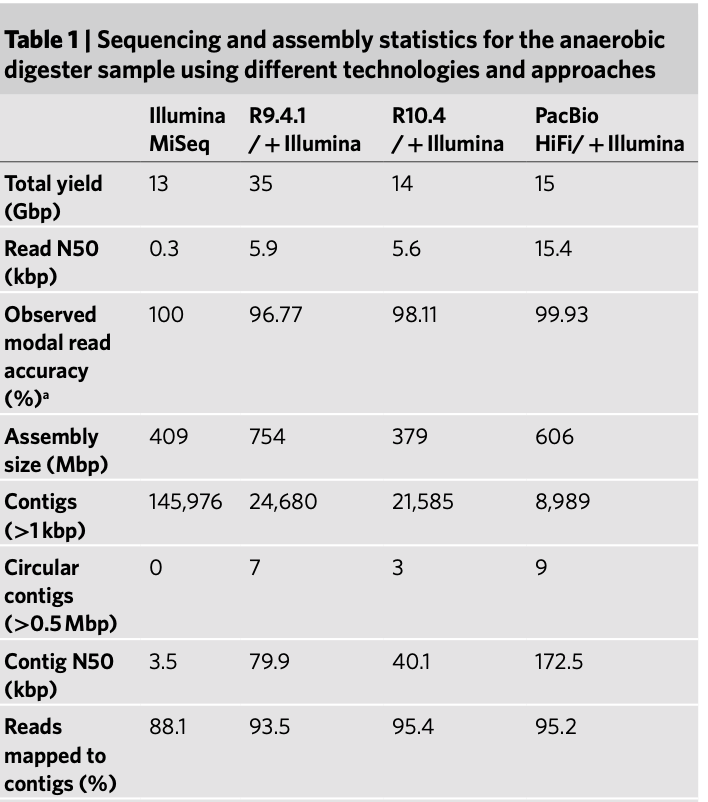 Table 1 | Sequencing and assembly statistics for the anaerobic
digester sample using different technologies and approaches
Illumina R9.4.1 R10.4 PacBio
MiSeq / + Illumina / + Illumina HiFi/ + Illumina
Total yield 13 35 14 15
(Gbp)
Read N50 0.3 5.9 5.6 15.4
(kbp)
Observed 100 96.77 98.11 99.93
modal read
accuracy
(%)ᵃ
Assembly 409 754 379 606
size (Mbp)
Contigs 145,976 24,680 21,585 8,989
(>1 kbp)
Circular 0 7 3 9
contigs
(>0.5 Mbp)
Contig N50 3.5 79.9 40.1 172.5
(kbp)
Reads 88.1 93.5 95.4 95.2
mapped to
contigs (%)